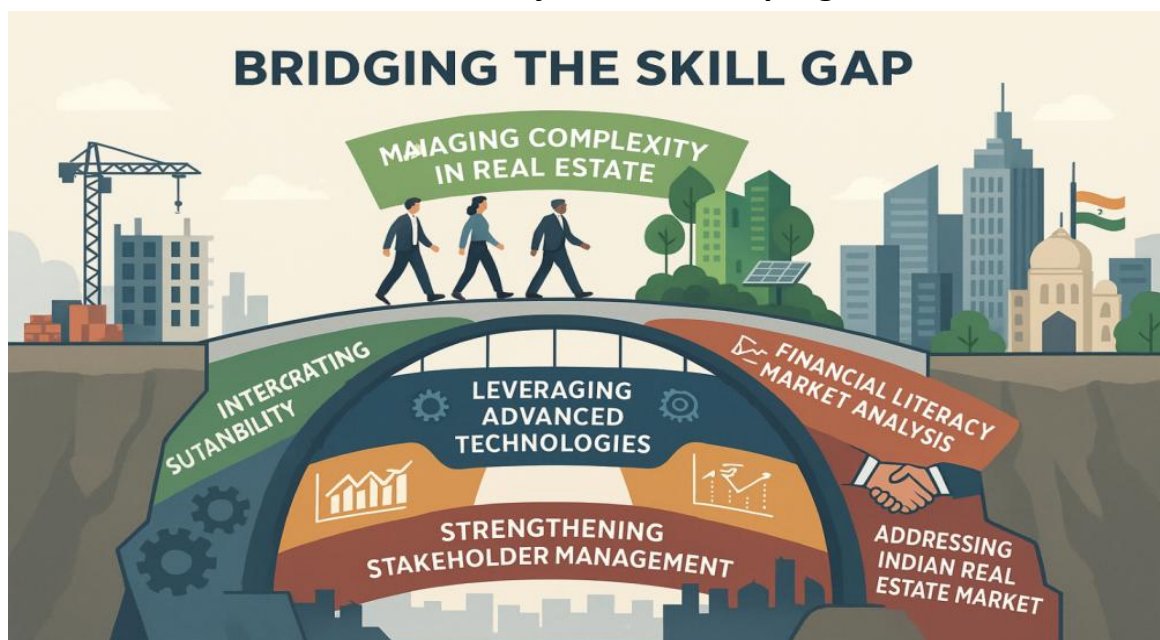 BRIDGING THE SKILL GAP
MAIAGING COMPLEXITY
IN REAL ESTATE
INTERCRATING
SUTANBILITY
LEVERAGING
ADVANCED
TECHNOLOGIES
FINANCIAL LITERACY
MARKET ANALYSIS
STRENGTHENING
STAKEHOLDER MANAGEMENT
ADDRESSING
INDIAN REAL
ESTATE MARKET